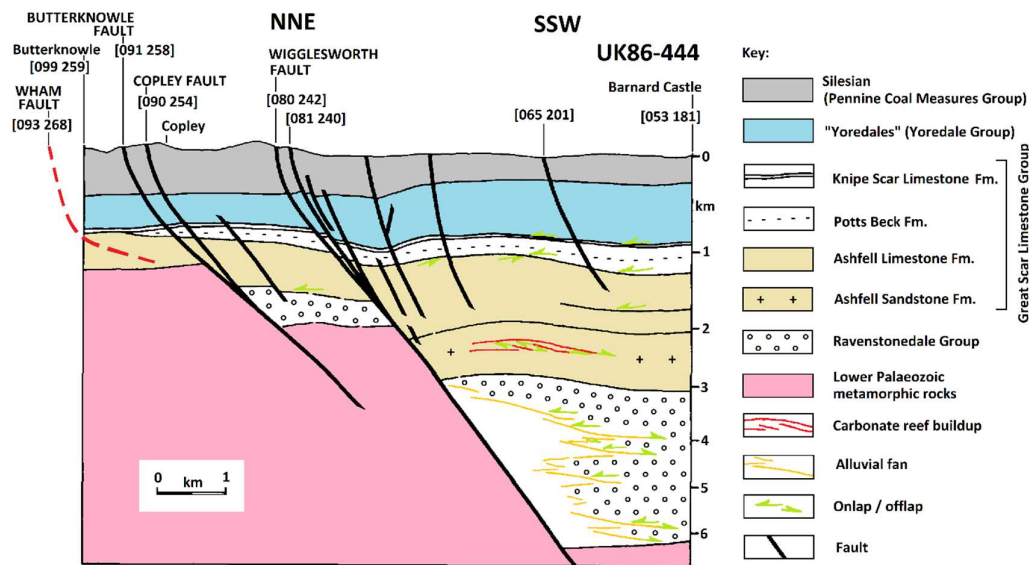 BUTTERKNOWLE
FAULT
Butterknowle
[091 258]
[099 259]
WHAM
FAULT
[093 268]
COPLEY FAULT
[090 254]
Copley
NNE
WIGGLESWORTH
FAULT
[080 242]
[081 240]
SSW
UK86-444
Barnard Castle
[065 201]
[053 181]
0
km
1
2
3
4
5
6
0 km 1
Key:
Silesian
(Pennine Coal Measures Group)
"Yoredales" (Yoredale Group)
Knipe Scar Limestone Fm.
Potts Beck Fm.
Ashfell Limestone Fm.
Ashfell Sandstone Fm.
Great Scar Limestone Group
Ravenstonedale Group
Lower Palaeozoic
metamorphic rocks
Carbonate reef buildup
Alluvial fan
Onlap / offlap
Fault